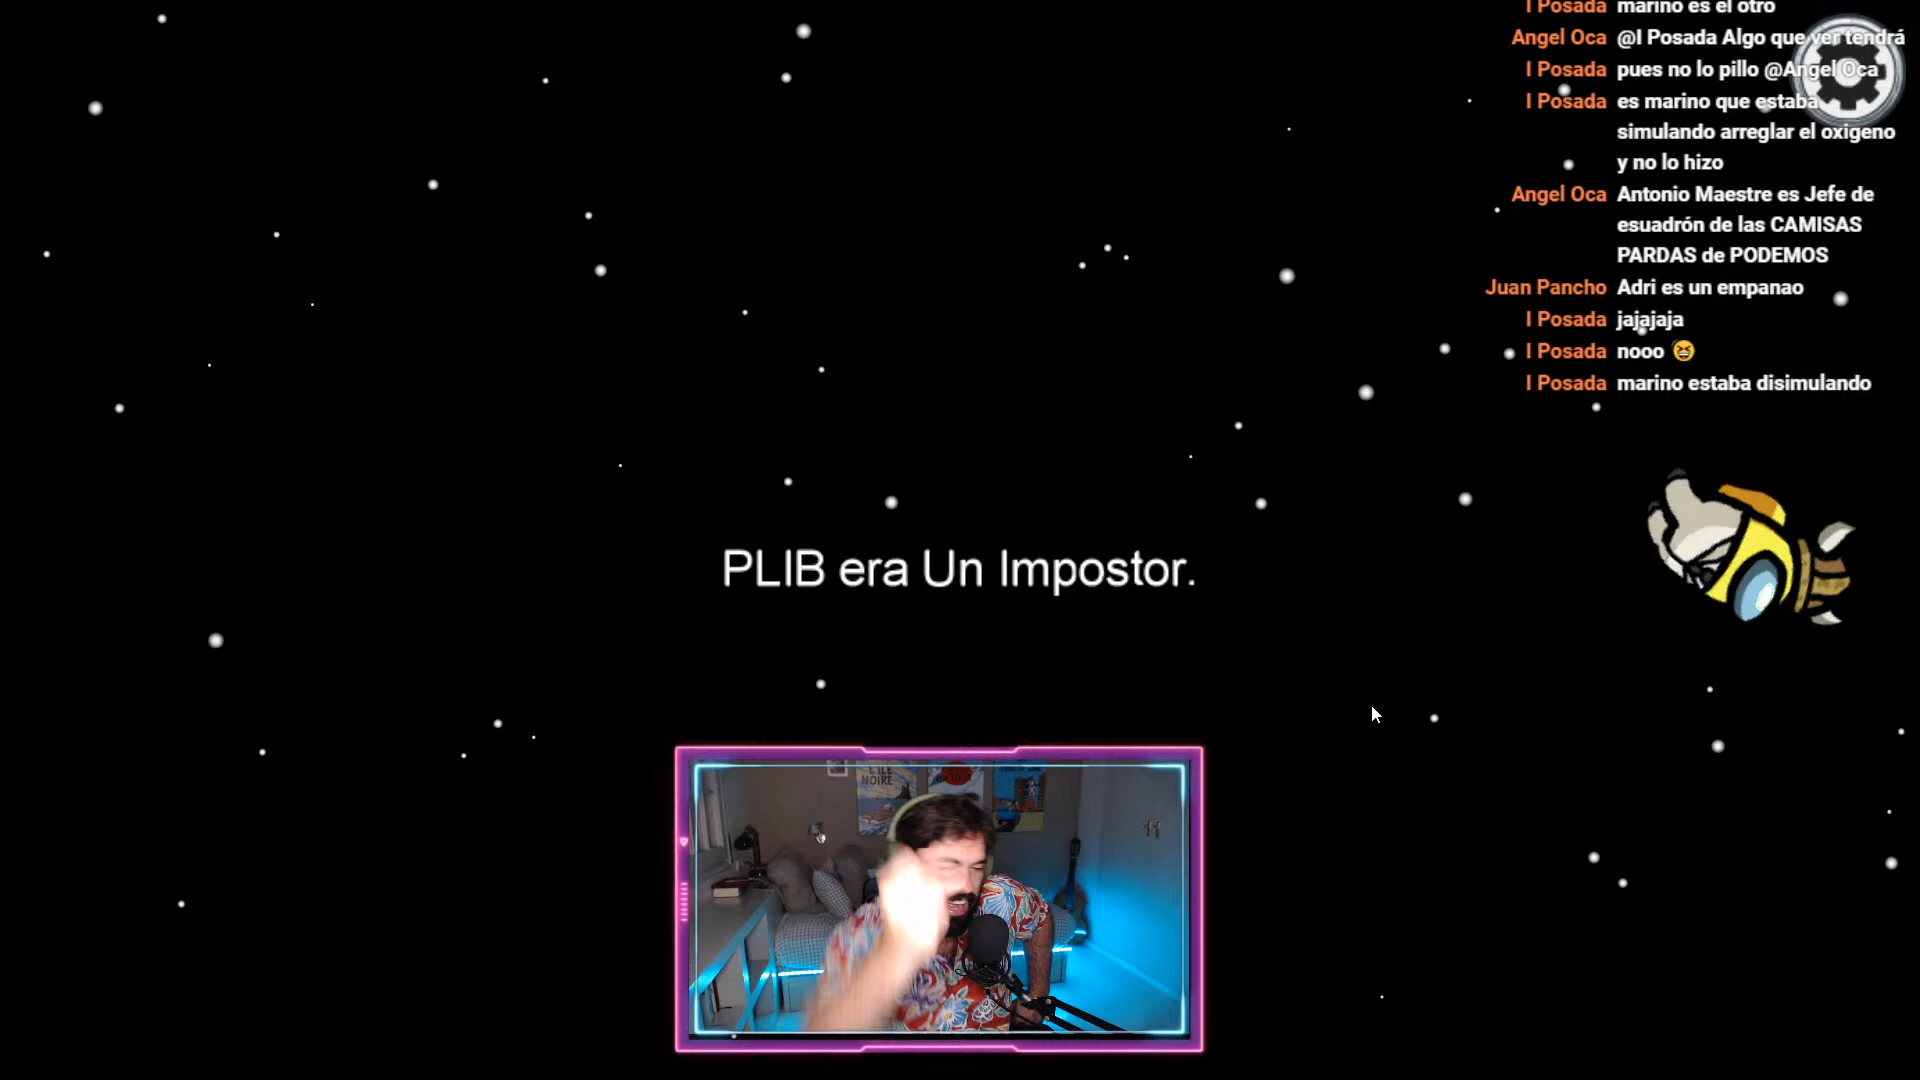 I Posada marino es el otro
Angel Oca @I Posada Algo que ver tendrá
I Posada pues no lo pillo @Angel Oca
I Posada es marino que estaba
simulando arreglar el oxigeno
y no lo hizo
Angel Oca Antonio Maestre es Jefe de
esuadrón de las CAMISAS
PARDAS de PODEMOS
Juan Pancho Adri es un empanao
I Posada jajajaja
I Posada nooo 😆
I Posada marino estaba disimulando
PLIB era Un Impostor.
L'ILE
NOIRE